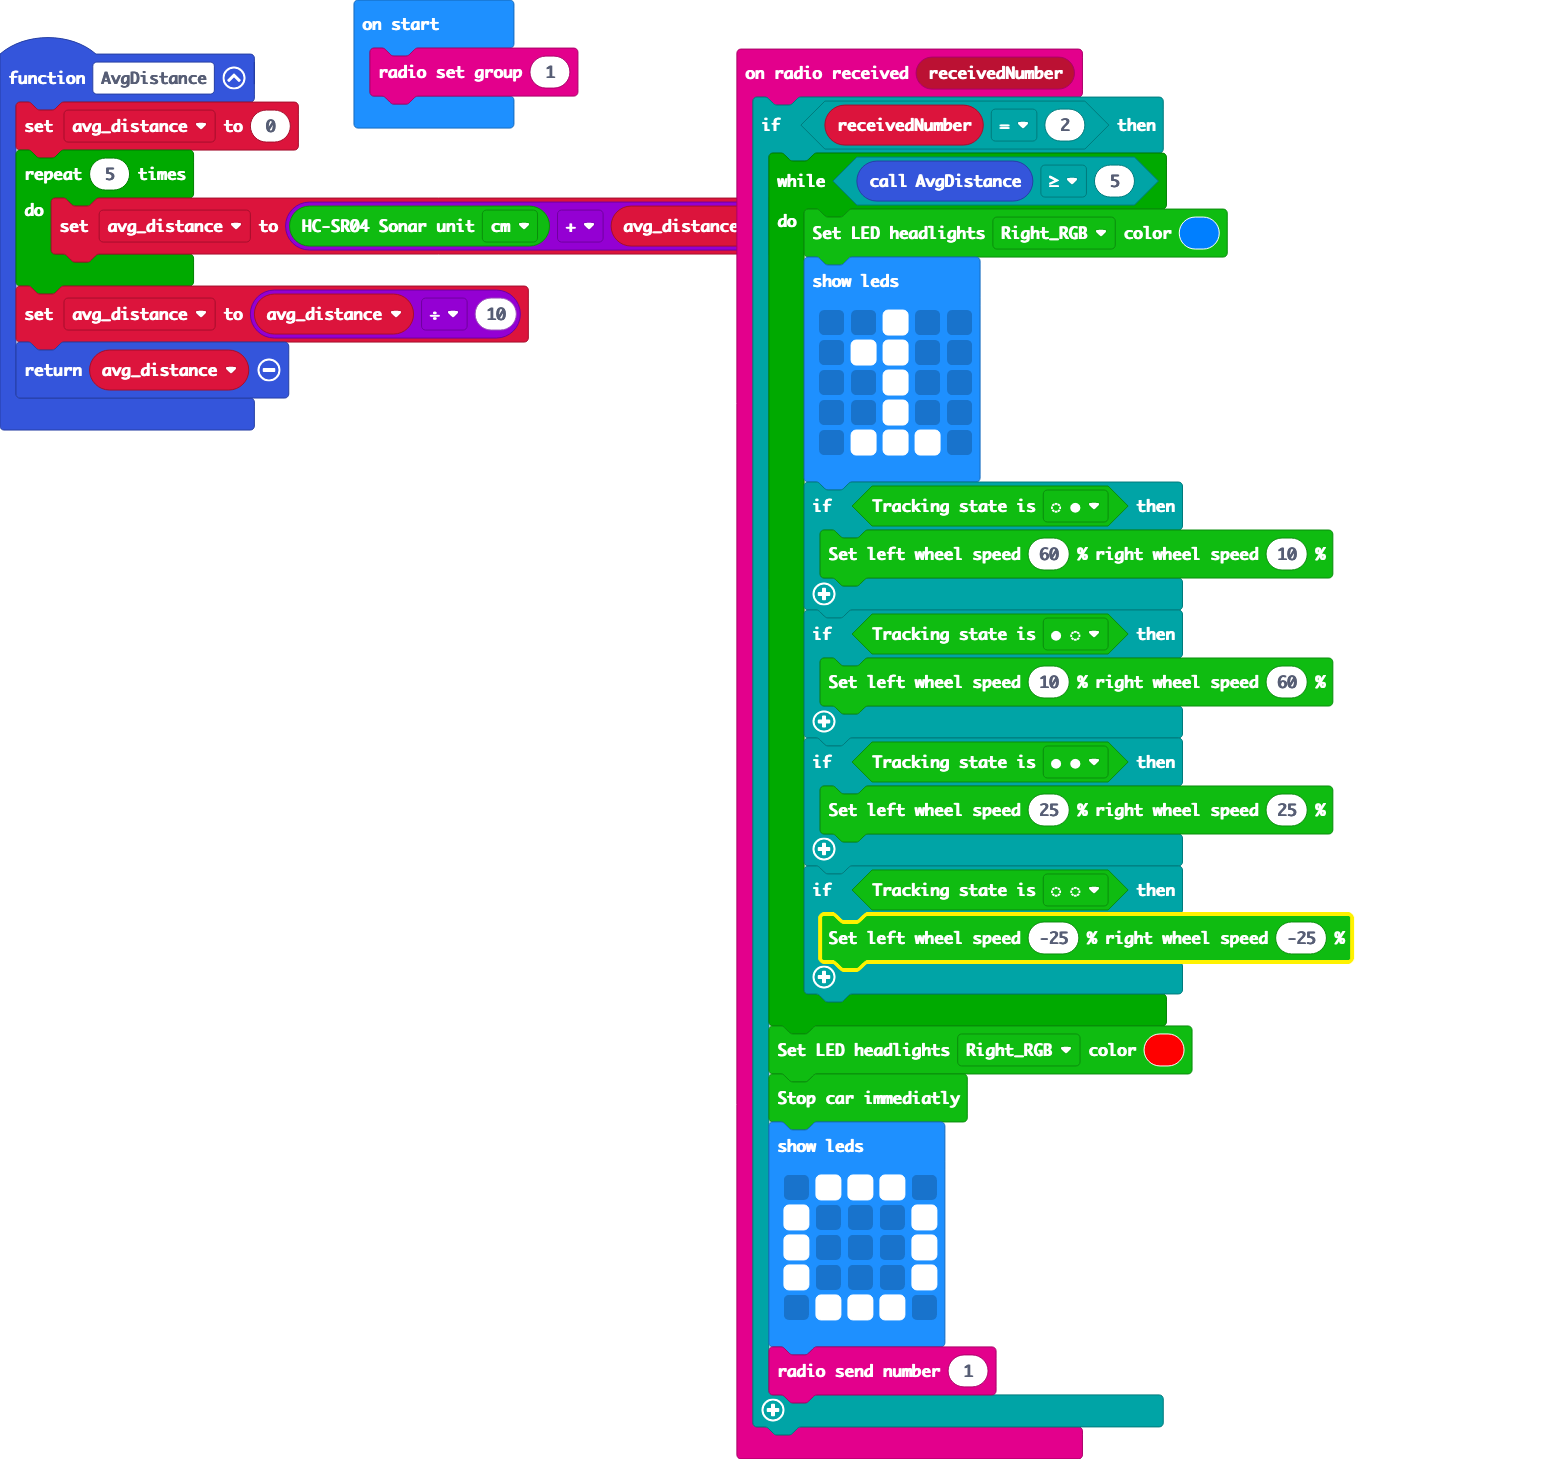 on start
radio set group 1
function AvgDistance
set avg_distance to 0
repeat 5 times
do
set avg_distance to HC-SR04 Sonar unit cm + avg_distance
set avg_distance to avg_distance ÷ 10
return avg_distance
on radio received receivedNumber
if receivedNumber = 2 then
while call AvgDistance ≥ 5
do
Set LED headlights Right_RGB color
show leds
if Tracking state is ◌ ● then
Set left wheel speed 60 % right wheel speed 10 %
if Tracking state is ● ◌ then
Set left wheel speed 10 % right wheel speed 60 %
if Tracking state is ● ● then
Set left wheel speed 25 % right wheel speed 25 %
if Tracking state is ◌ ◌ then
Set left wheel speed -25 % right wheel speed -25 %
Set LED headlights Right_RGB color
Stop car immediatly
show leds
radio send number 1